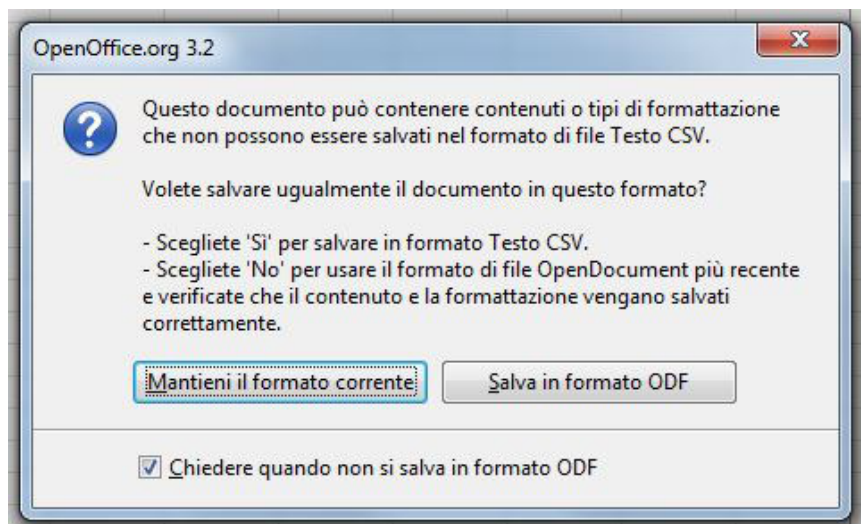 OpenOffice.org 3.2
Questo documento può contenere contenuti o tipi di formattazione
che non possono essere salvati nel formato di file Testo CSV.
Volete salvare ugualmente il documento in questo formato?
- Scegliete 'Sì' per salvare in formato Testo CSV.
- Scegliete 'No' per usare il formato di file OpenDocument più recente
e verificate che il contenuto e la formattazione vengano salvati
correttamente.
Mantieni il formato corrente
Salva in formato ODF
Chiedere quando non si salva in formato ODF